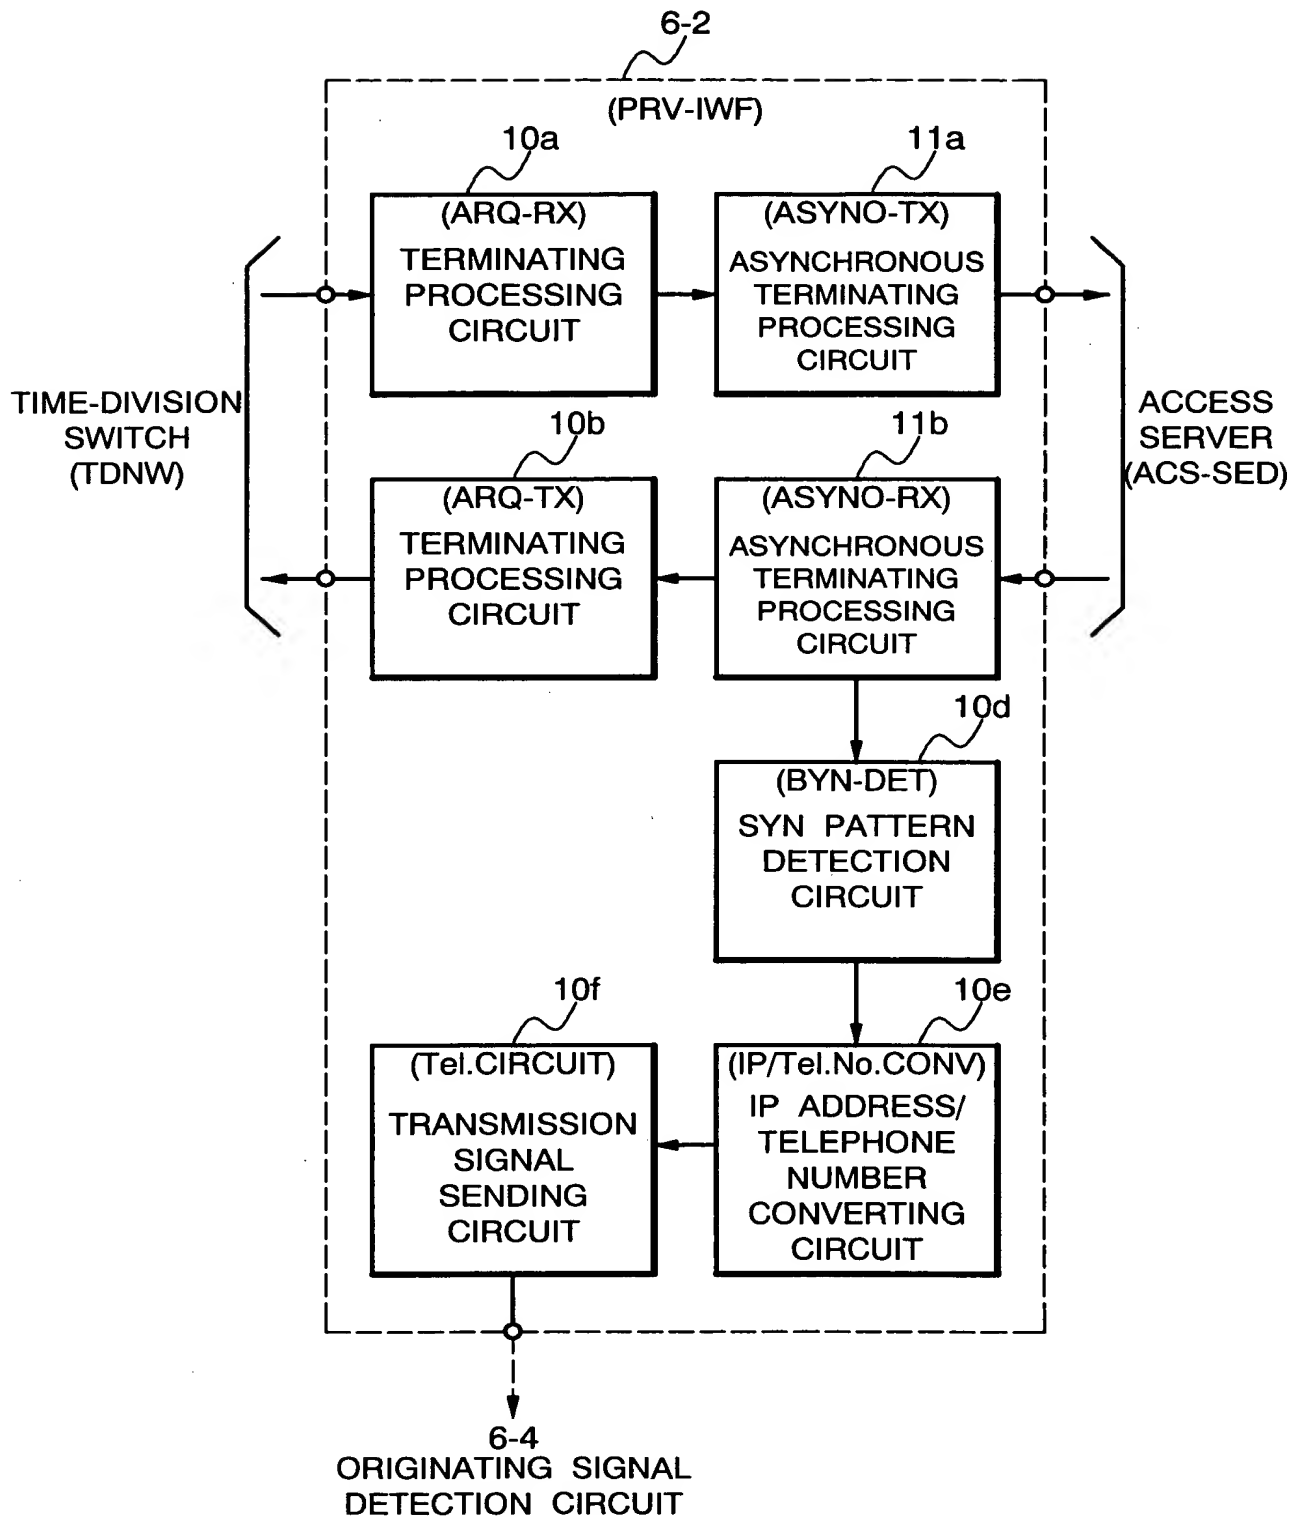 6-2
(PRV-IWF)
10a
11a
(ARQ-RX)
TERMINATING
PROCESSING
CIRCUIT
(ASYNO-TX)
ASYNCHRONOUS
TERMINATING
PROCESSING
CIRCUIT
TIME-DIVISION
SWITCH
(TDNW)
ACCESS
SERVER
(ACS-SED)
10b
11b
(ARQ-TX)
TERMINATING
PROCESSING
CIRCUIT
(ASYNO-RX)
ASYNCHRONOUS
TERMINATING
PROCESSING
CIRCUIT
10d
(BYN-DET)
SYN PATTERN
DETECTION
CIRCUIT
10f
10e
(Tel.CIRCUIT)
TRANSMISSION
SIGNAL
SENDING
CIRCUIT
(IP/Tel.No.CONV)
IP ADDRESS/
TELEPHONE
NUMBER
CONVERTING
CIRCUIT
6-4
ORIGINATING SIGNAL
DETECTION CIRCUIT